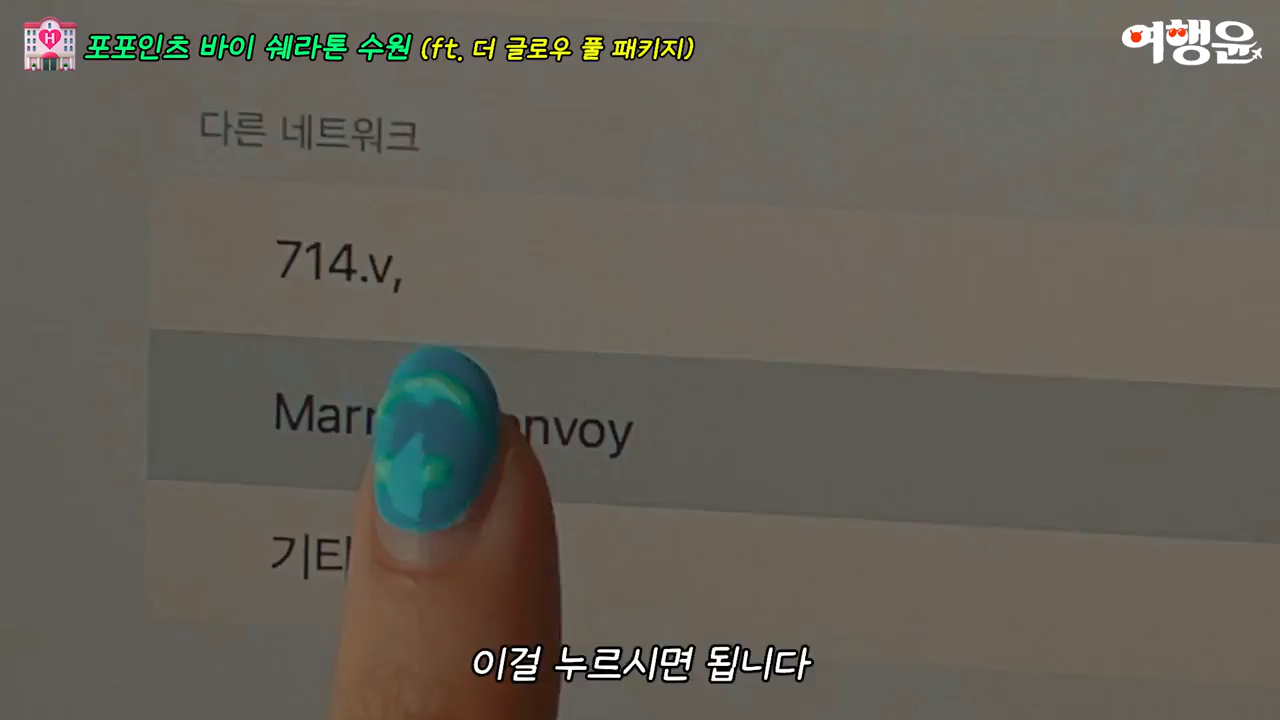 포포인츠 바이 쉐라톤 수원 (ft. 더 글로우 풀 패키지)
여행윤
다른 네트워크
714.v,
기타
이걸 누르시면 됩니다